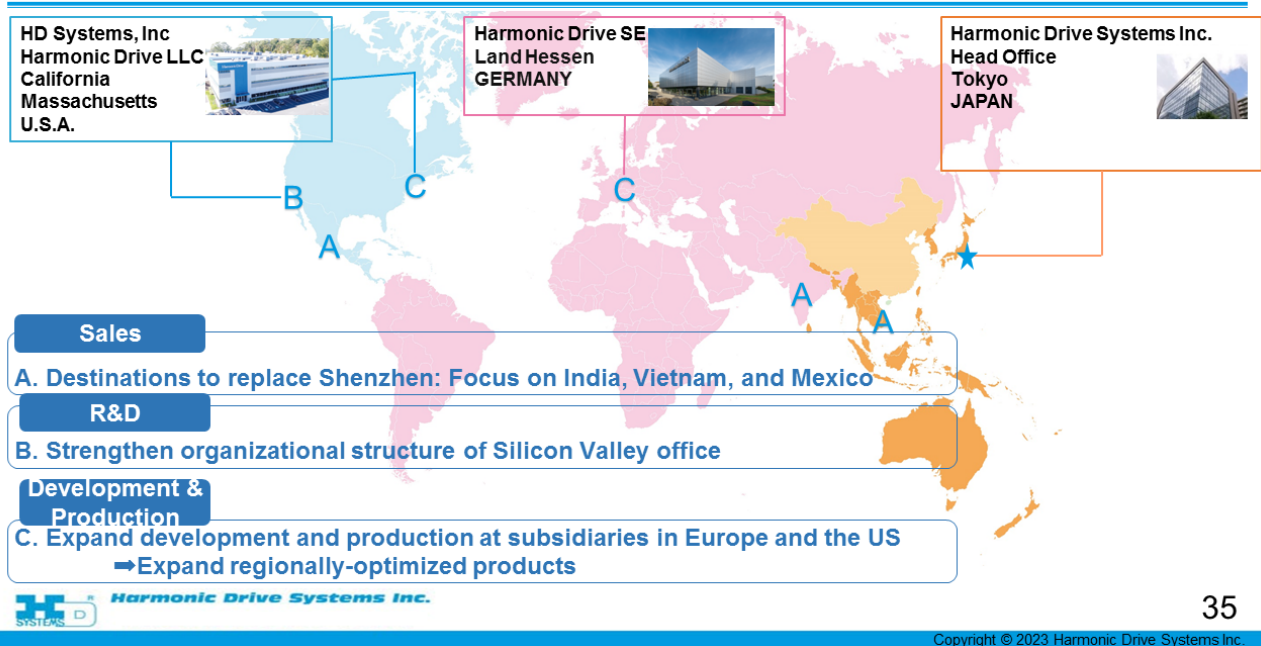 HD Systems, Inc
Harmonic Drive LLC
California
Massachusetts
U.S.A.
Harmonic Drive SE
Land Hessen
GERMANY
Harmonic Drive Systems Inc.
Head Office
Tokyo
JAPAN
B
C
A
C
A
A
Sales
A. Destinations to replace Shenzhen: Focus on India, Vietnam, and Mexico
R&D
B. Strengthen organizational structure of Silicon Valley office
Development &
Production
C. Expand development and production at subsidiaries in Europe and the US
➡Expand regionally-optimized products
H D ®
SYSTEMS
Harmonic Drive Systems Inc.
35
Copyright © 2023 Harmonic Drive Systems Inc.